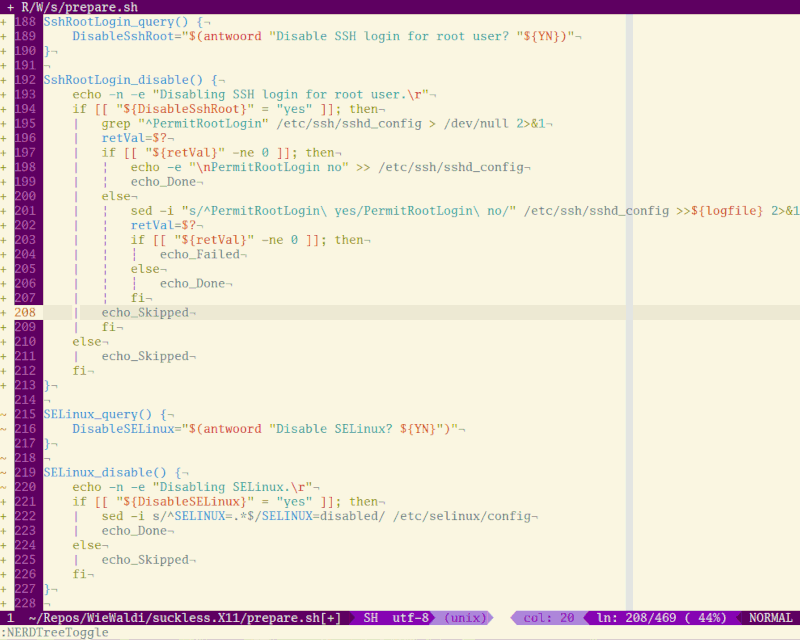 + R/W/s/prepare.sh
+ 188 SshRootLogin_query() {¬
+ 189     DisableSshRoot="$(antwoord "Disable SSH login for root user? "${YN})"¬
+ 190 }¬
+ 191 ¬
+ 192 SshRootLogin_disable() {¬
+ 193     echo -n -e "Disabling SSH login for root user.\r"¬
+ 194     if [[ "${DisableSshRoot}" = "yes" ]]; then¬
+ 195     |   grep "^PermitRootLogin" /etc/ssh/sshd_config > /dev/null 2>&1¬
+ 196     |   retVal=$?¬
+ 197     |   if [[ "${retVal}" -ne 0 ]]; then¬
+ 198     |   ¦   echo -e "\nPermitRootLogin no" >> /etc/ssh/sshd_config¬
+ 199     |   ¦   echo_Done¬
+ 200     |   else¬
+ 201     |   ¦   sed -i "s/^PermitRootLogin\ yes/PermitRootLogin\ no/" /etc/ssh/sshd_config >>${logfile} 2>&1
+ 202     |   ¦   retVal=$?¬
+ 203     |   ¦   if [[ "${retVal}" -ne 0 ]]; then¬
+ 204     |   ¦   ┆   echo_Failed¬
+ 205     |   ¦   else¬
+ 206     |   ¦   ┆   echo_Done¬
+ 207     |   ¦   fi¬
+ 208     |   echo_Skipped¬
+ 209     |   fi¬
+ 210     else¬
+ 211     |   echo_Skipped¬
+ 212     fi¬
+ 213 }¬
+ 214 ¬
~ 215 SELinux_query() {¬
~ 216     DisableSELinux="$(antwoord "Disable SELinux? ${YN}")"¬
+ 217 }¬
~ 218 ¬
~ 219 SELinux_disable() {¬
~ 220     echo -n -e "Disabling SELinux.\r"¬
+ 221     if [[ "${DisableSELinux}" = "yes" ]]; then¬
+ 222     |   sed -i s/^SELINUX=.*$/SELINUX=disabled/ /etc/selinux/config¬
+ 223     |   echo_Done¬
+ 224     else¬
+ 225     |   echo_Skipped¬
+ 226     fi¬
+ 227 }¬
+ 228 ¬
1 ~/Repos/WieWaldi/suckless.X11/prepare.sh[+] SH utf-8 (unix) col: 20 ln: 208/469 ( 44%) NORMAL
:NERDTreeToggle